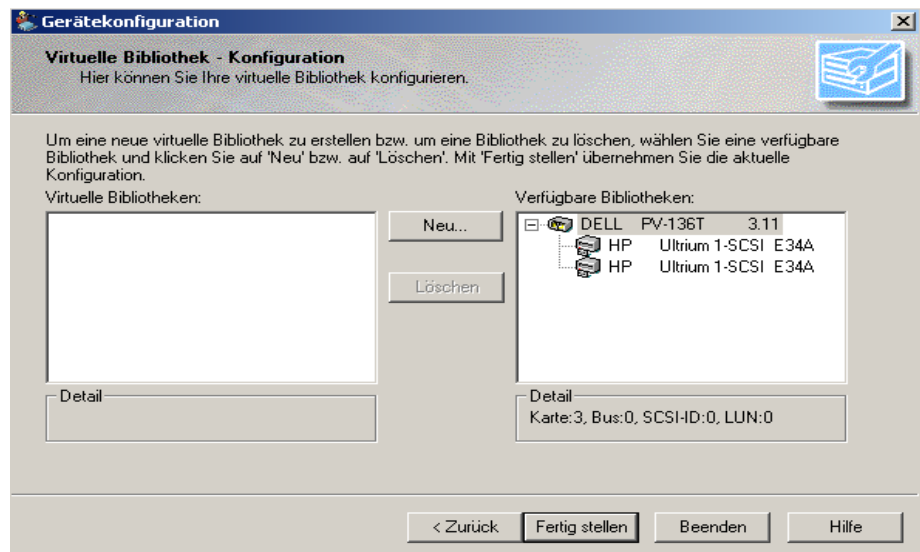 Gerätekonfiguration
Virtuelle Bibliothek - Konfiguration
Hier können Sie Ihre virtuelle Bibliothek konfigurieren.
Um eine neue virtuelle Bibliothek zu erstellen bzw. um eine Bibliothek zu löschen, wählen Sie eine verfügbare
Bibliothek und klicken Sie auf 'Neu' bzw. auf 'Löschen'. Mit 'Fertig stellen' übernehmen Sie die aktuelle
Konfiguration.
Virtuelle Bibliotheken:
Neu...
Löschen
Detail
Verfügbare Bibliotheken:
DELL PV-136T 3.11
HP Ultrium 1-SCSI E34A
HP Ultrium 1-SCSI E34A
Detail
Karte:3, Bus:0, SCSI-ID:0, LUN:0
< Zurück
Fertig stellen
Beenden
Hilfe